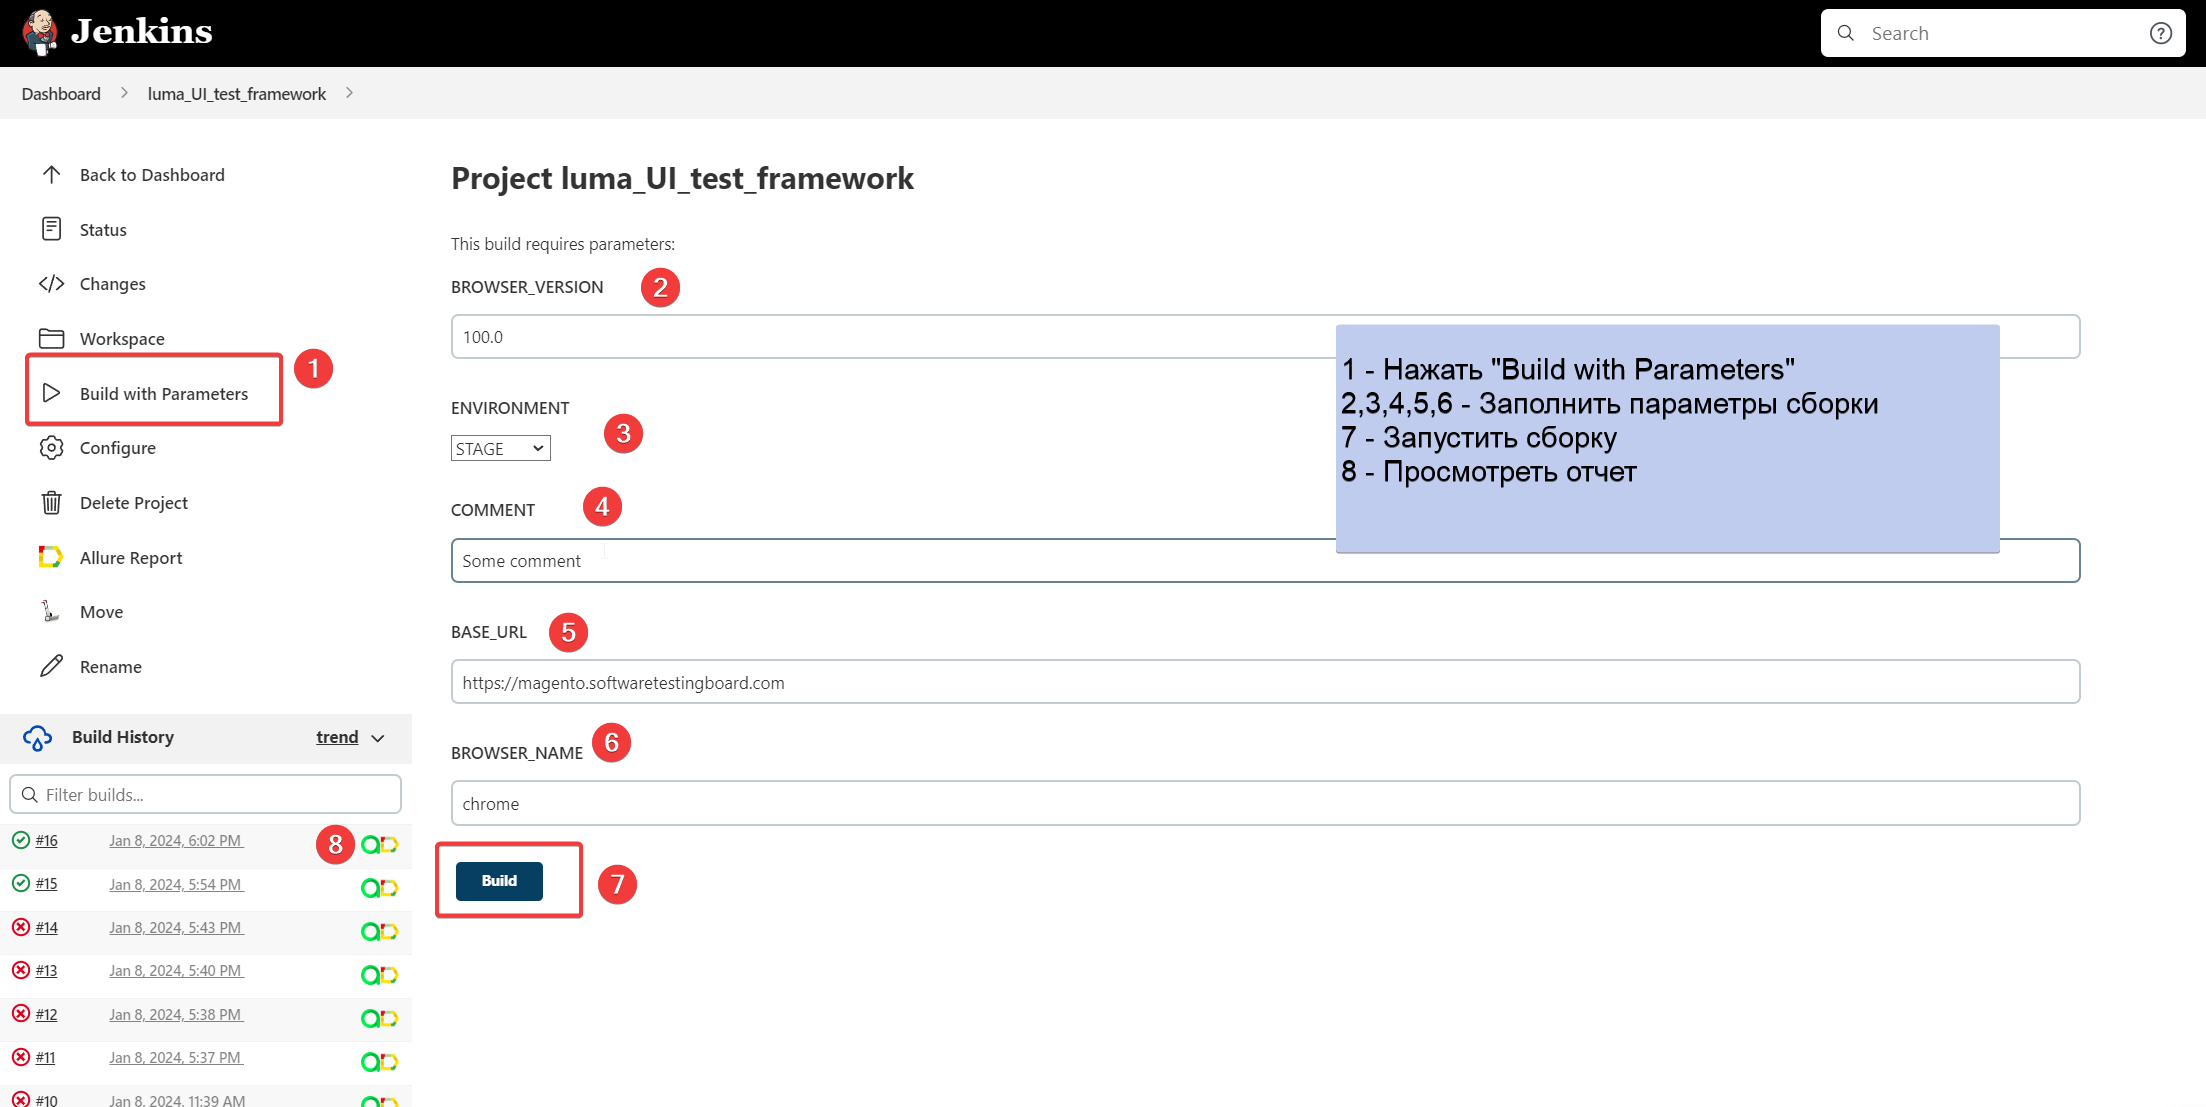 Jenkins
Search
?
Dashboard
luma_UI_test_framework
Back to Dashboard
Status
Changes
Workspace
Build with Parameters
1
Configure
Delete Project
Allure Report
Move
Rename
Build History
trend
Filter builds...
#16 Jan 8, 2024, 6:02 PM 8
#15 Jan 8, 2024, 5:54 PM
#14 Jan 8, 2024, 5:43 PM
#13 Jan 8, 2024, 5:40 PM
#12 Jan 8, 2024, 5:38 PM
#11 Jan 8, 2024, 5:37 PM
#10 Jan 8, 2024, 11:39 AM
Project luma_UI_test_framework
This build requires parameters:
BROWSER_VERSION 2
100.0
ENVIRONMENT
3
STAGE
COMMENT 4
Some comment
BASE_URL 5
https://magento.softwaretestingboard.com
BROWSER_NAME 6
chrome
Build 7
1 - Нажать "Build with Parameters"
2,3,4,5,6 - Заполнить параметры сборки
7 - Запустить сборку
8 - Просмотреть отчет